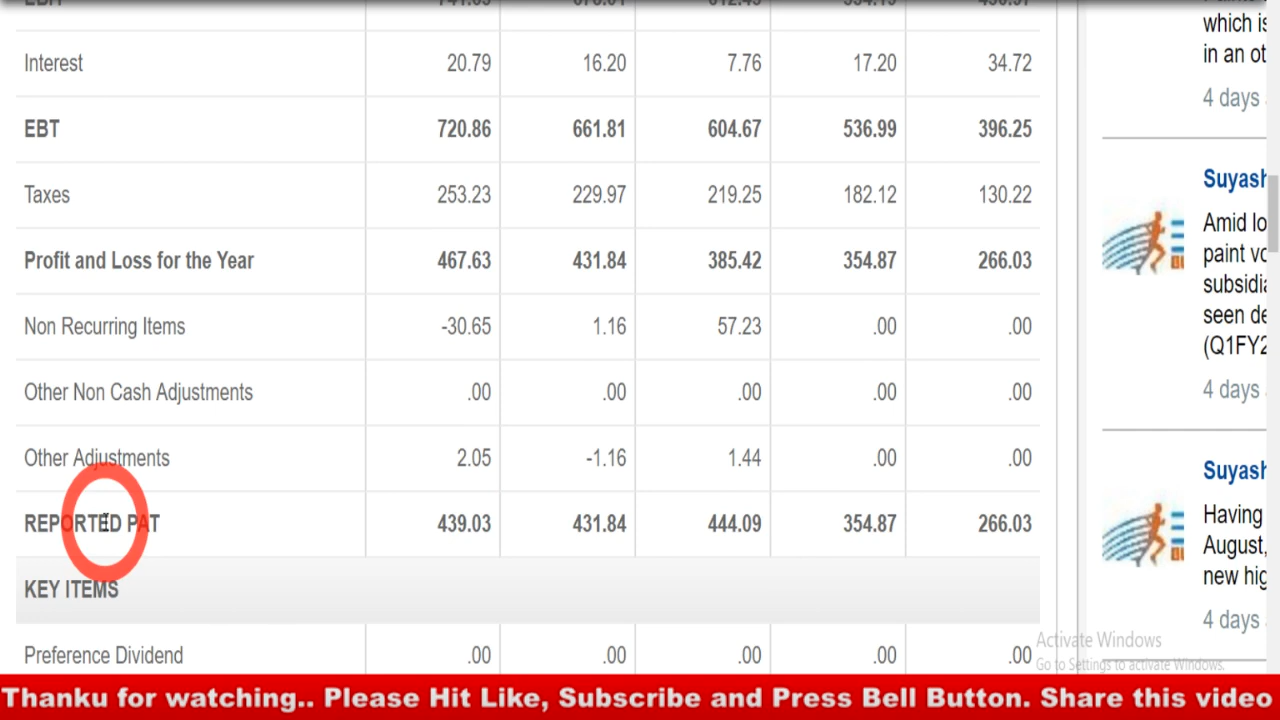 Interest 20.79 16.20 7.76 17.20 34.72
EBT 720.86 661.81 604.67 536.99 396.25
Taxes 253.23 229.97 219.25 182.12 130.22
Profit and Loss for the Year 467.63 431.84 385.42 354.87 266.03
Non Recurring Items -30.65 1.16 57.23 .00 .00
Other Non Cash Adjustments .00 .00 .00 .00 .00
Other Adjustments 2.05 -1.16 1.44 .00 .00
REPORTED PAT 439.03 431.84 444.09 354.87 266.03
KEY ITEMS
Preference Dividend .00 .00 .00 .00 .00
which is
in an ot
4 days
Suyash
Amid lo
paint vo
subsidia
seen de
(Q1FY2
4 days
Suyash
Having
August,
new hig
4 days
Activate Windows
Go to Settings to activate Windows.
Thanku for watching.. Please Hit Like, Subscribe and Press Bell Button. Share this video